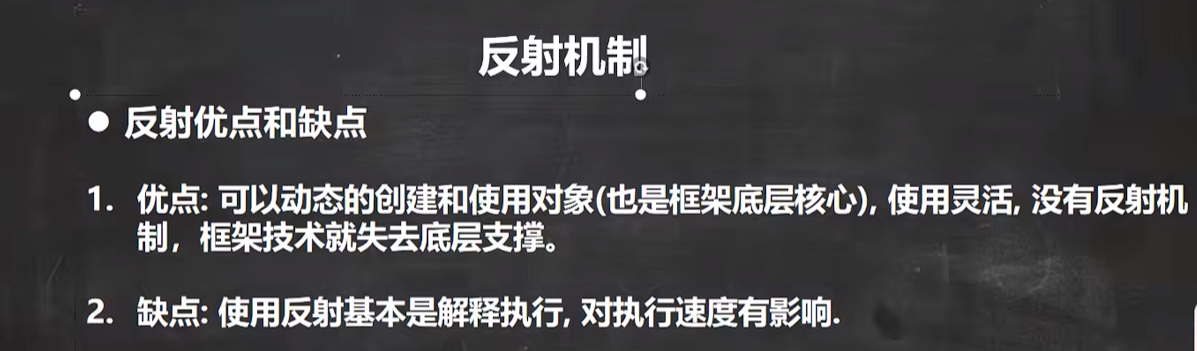 反射机制
● 反射优点和缺点
1. 优点: 可以动态的创建和使用对象(也是框架底层核心), 使用灵活, 没有反射机
制，框架技术就失去底层支撑。
2. 缺点: 使用反射基本是解释执行, 对执行速度有影响.